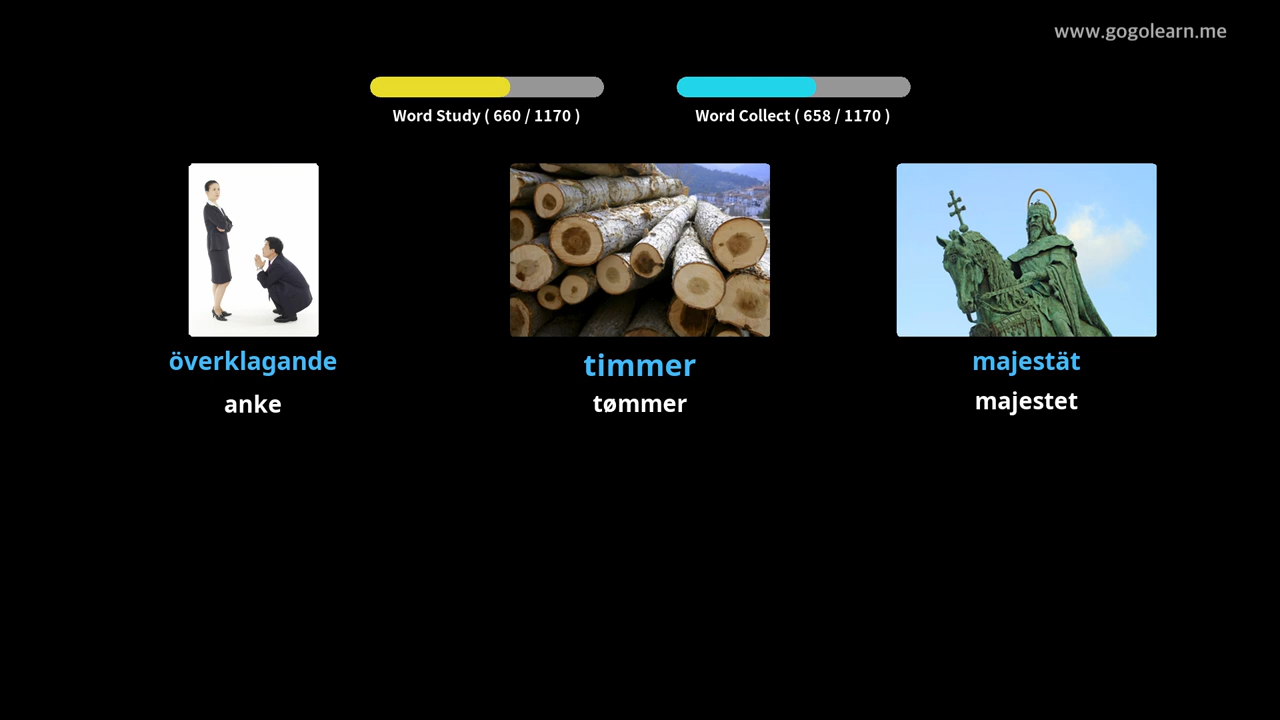 www.gogolearn.me
Word Study ( 660 / 1170 )
Word Collect ( 658 / 1170 )
överklagande
timmer
majestät
anke
tømmer
majestet